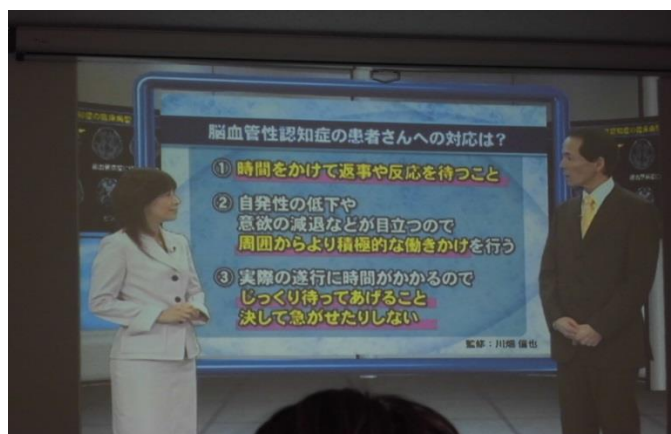 脳血管性認知症の患者さんへの対応は？
① 時間をかけて返事や反応を待つこと
② 自発性の低下や
意欲の減退などが目立つので
周囲からより積極的な働きかけを行う
③ 実際の遂行に時間がかかるので
じっくり待ってあげること
決して急がせたりしない
監修：川畑 信也